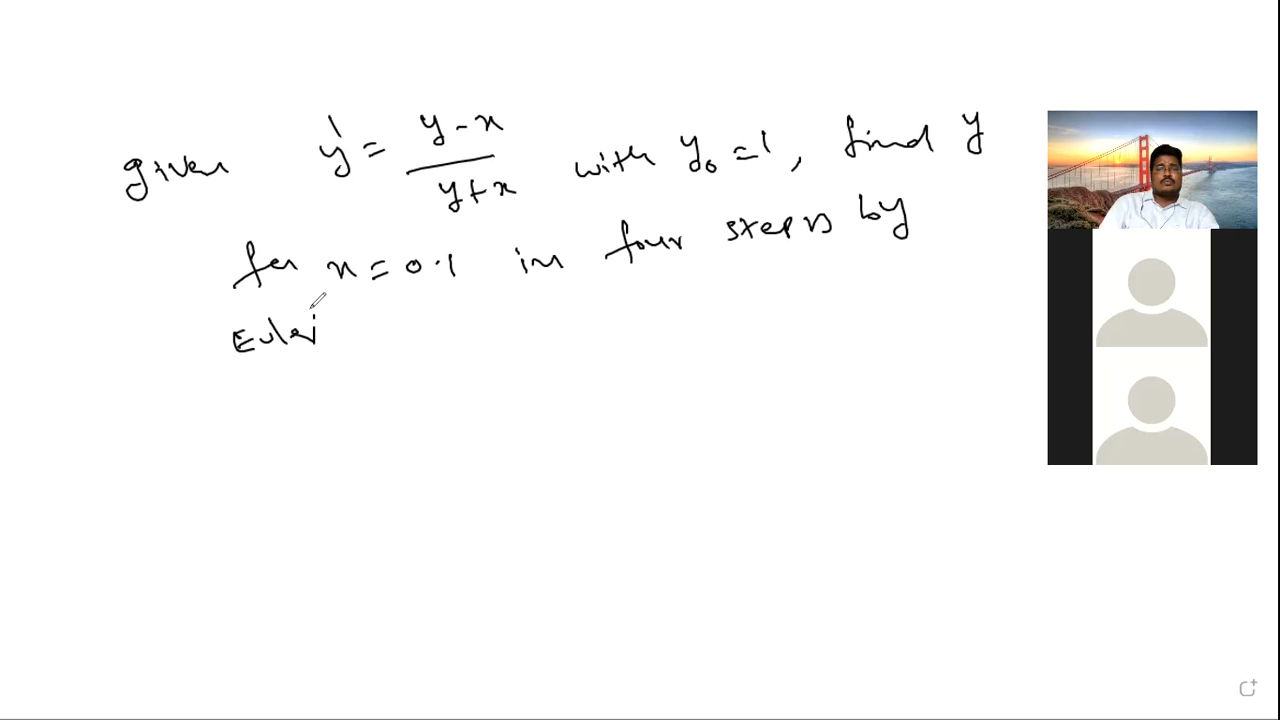 given y' = y - x / y + x with y₀ = 1, find y
for x = 0.1 in four steps by
Euler